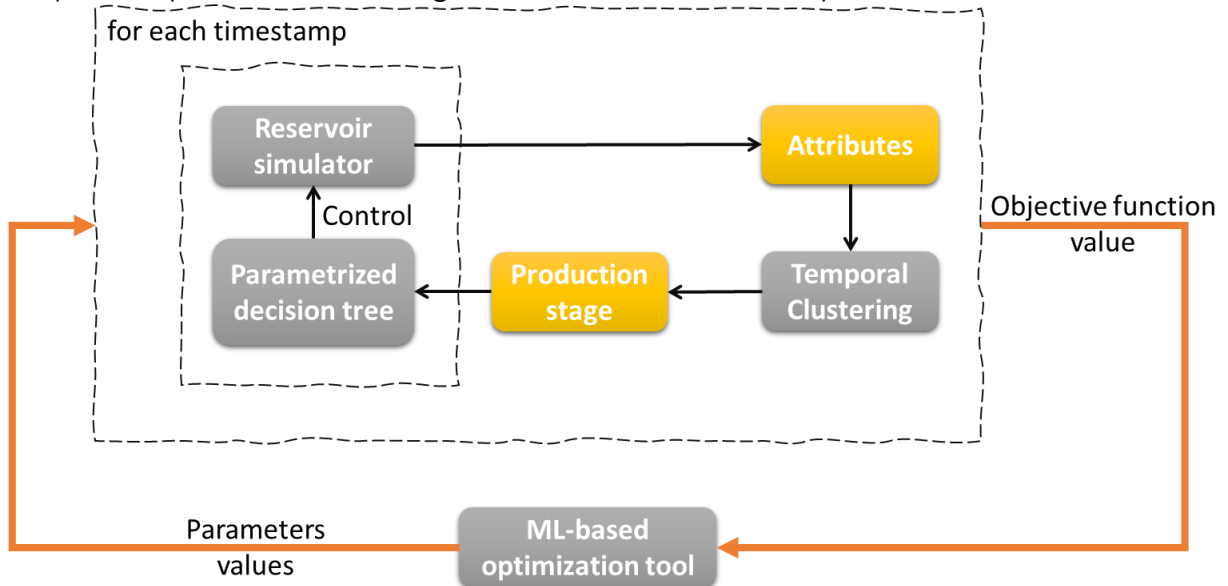 for each timestamp
Reservoir
simulator
Attributes
Control
Objective function
value
Parametrized
decision tree
Production
stage
Temporal
Clustering
Parameters
values
ML-based
optimization tool